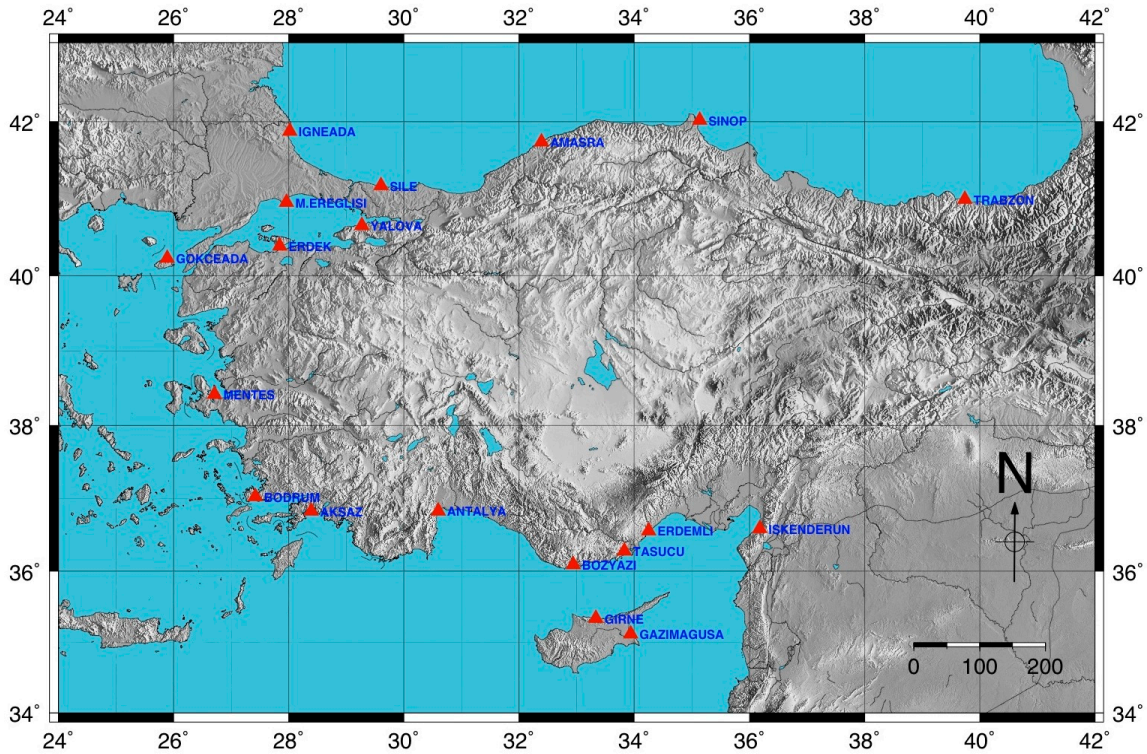 24° 26° 28° 30° 32° 34° 36° 38° 40° 42°
42° 42°
SINOP
IGNEADA
AMASRA
SILE
M.EREGLISI
TRABZON
YALOVA
ERDEK
GOKCEADA
40° 40°
MENTES
38° 38°
N
BODRUM
AKSAZ
ANTALYA
ERDEMLI
ISKENDERUN
TASUCU
BOZYAZI
36° 36°
GIRNE
GAZIMAGUSA
0 100 200
34° 34°
24° 26° 28° 30° 32° 34° 36° 38° 40° 42°